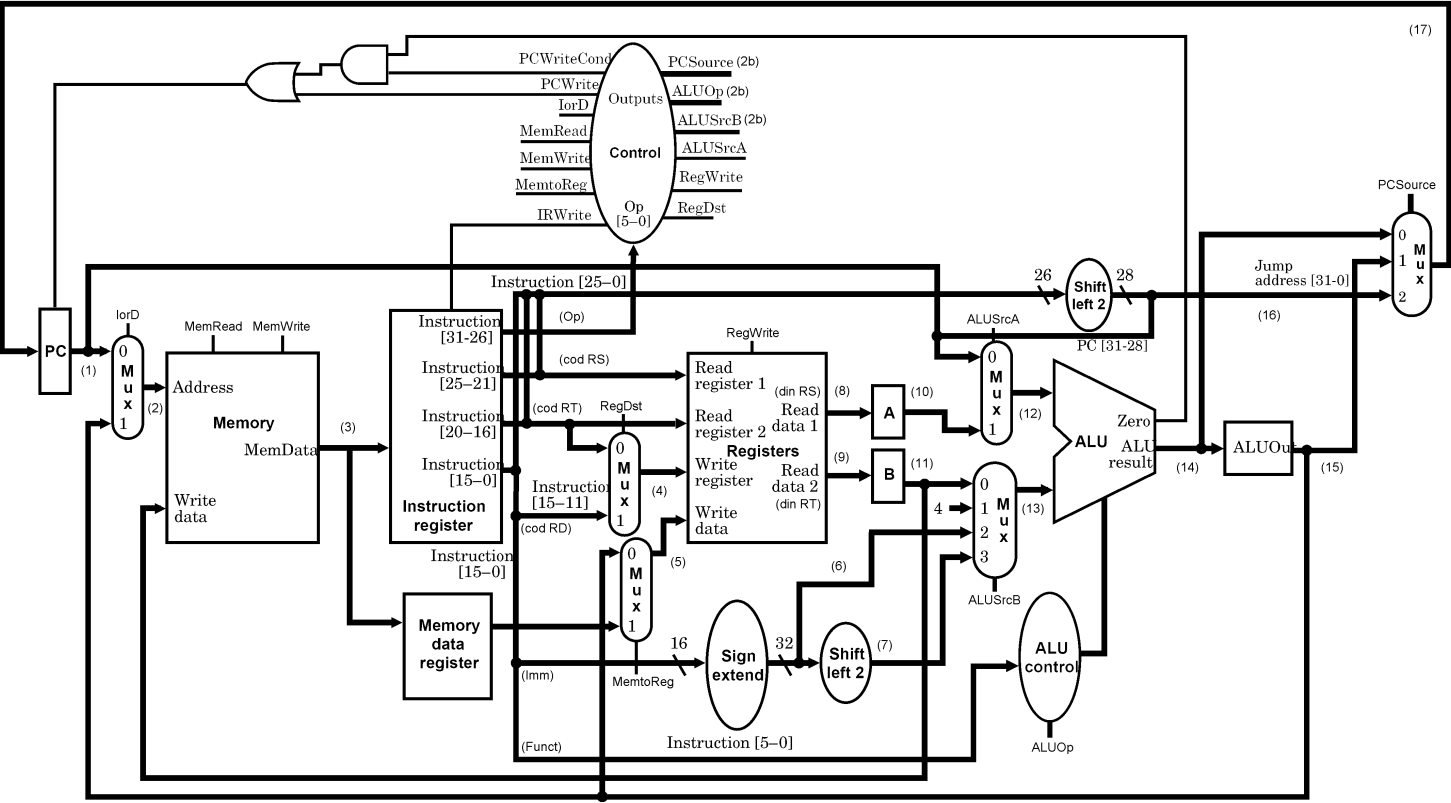 (17)
PCWriteCond
PCWrite
IorD
MemRead
MemWrite
MemtoReg
IRWrite
Outputs
Control
Op
[5–0]
PCSource (2b)
ALUOp (2b)
ALUSrcB (2b)
ALUSrcA
RegWrite
RegDst
PCSource
0
1
2
M
u
x
Jump
address [31-0]
(16)
Instruction [25–0]
26
Shift
left 2
28
PC [31-28]
PC
(1)
IorD
0
M
u
x
1
(2)
MemRead
MemWrite
Address
Memory
MemData
Write
data
(3)
Instruction
[31-26]
Instruction
[25–21]
Instruction
[20–16]
Instruction
[15–0]
Instruction
register
(Op)
(cod RS)
(cod RT)
RegDst
0
M
u
x
1
(4)
Instruction
[15–11]
(cod RD)
Instruction
[15–0]
Memory
data
register
0
M
u
x
1
(5)
MemtoReg
RegWrite
Read
register 1
Read
register 2
Registers
Write
register
Write
data
(din RS)
Read
data 1
Read
data 2
(din RT)
(8)
(9)
A
B
(10)
(11)
ALUSrcA
0
M
u
x
1
(12)
4
0
1
2
3
M
u
x
(13)
ALUSrcB
Zero
ALU
ALU
result
(14)
ALUOut
(15)
(6)
(Imm)
16
Sign
extend
32
Shift
left 2
(7)
ALU
control
ALUOp
Instruction [5–0]
(Funct)